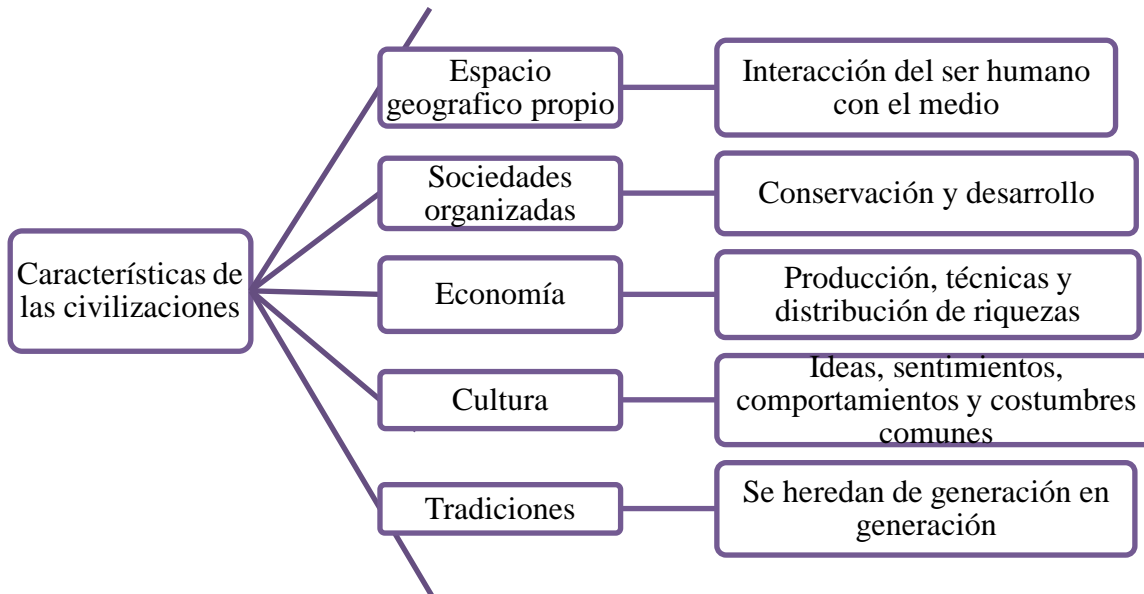 Características de
las civilizaciones
Espacio
geografico propio
Interacción del ser humano
con el medio
Sociedades
organizadas
Conservación y desarrollo
Economía
Producción, técnicas y
distribución de riquezas
Cultura
Ideas, sentimientos,
comportamientos y costumbres
comunes
Tradiciones
Se heredan de generación en
generación